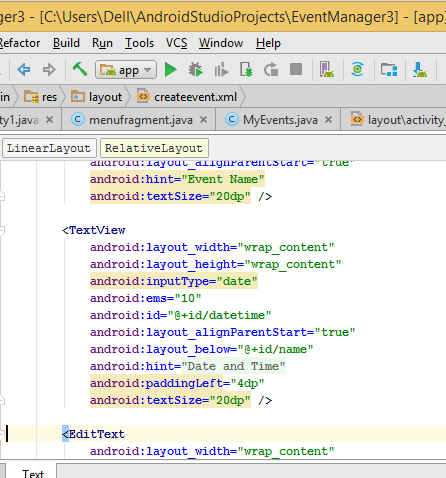 ger3 - [C:\Users\Dell\AndroidStudioProjects\EventManager3] - [app]
Refactor Build Run Tools VCS Window Help
app
in res layout createevent.xml
ty1.java menufragment.java MyEvents.java layout\activity_
LinearLayout RelativeLayout
android:layout_alignParentStart="true"
android:hint="Event Name"
android:textSize="20dp" />
<TextView
android:layout_width="wrap_content"
android:layout_height="wrap_content"
android:inputType="date"
android:ems="10"
android:id="@+id/datetime"
android:layout_alignParentStart="true"
android:layout_below="@+id/name"
android:hint="Date and Time"
android:paddingLeft="4dp"
android:textSize="20dp" />
<EditText
android:layout_width="wrap_content"
Text